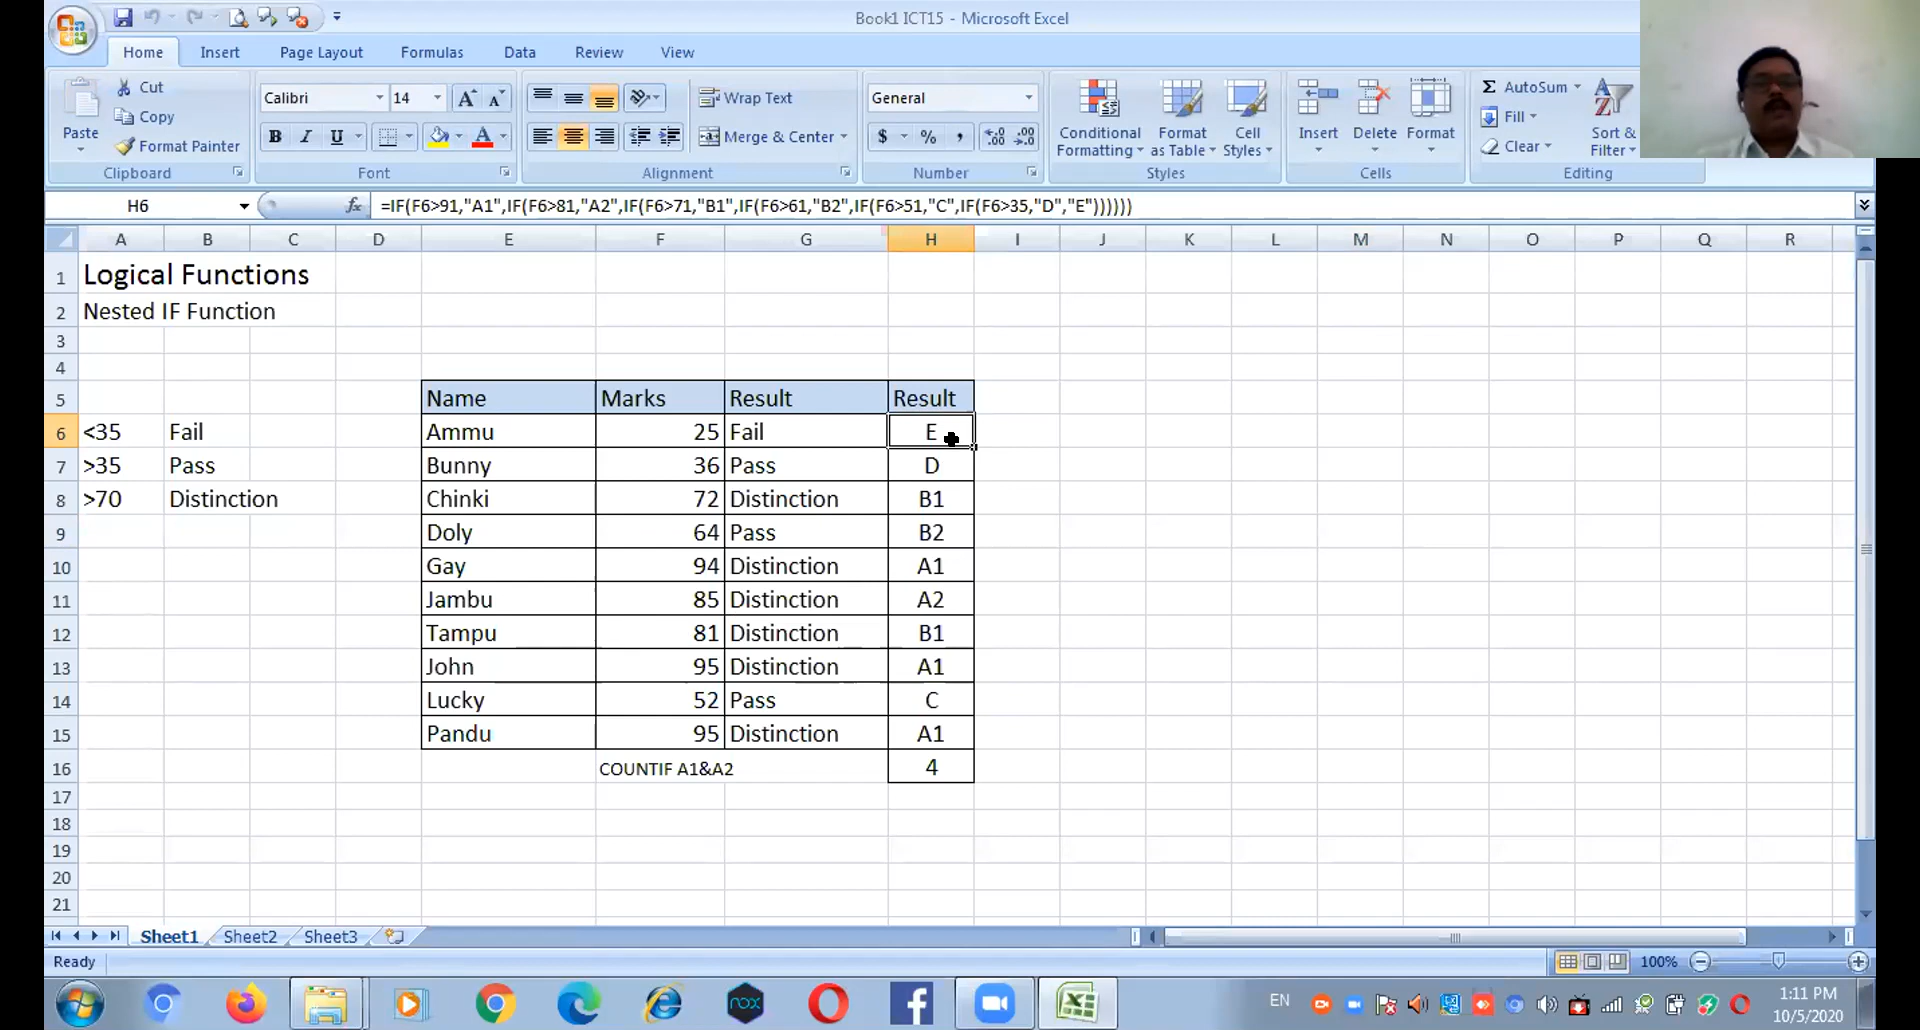 Book1 ICT15 - Microsoft Excel
Home Insert Page Layout Formulas Data Review View
Paste Cut Copy Format Painter Clipboard
Calibri 14 A A B I U A Font
Wrap Text Merge & Center Alignment
General $ % , Number
Conditional Formatting Format as Table Cell Styles Styles
Insert Delete Format Cells
Σ AutoSum Fill Clear Sort & Filter Editing
H6 fx =IF(F6>91,"A1",IF(F6>81,"A2",IF(F6>71,"B1",IF(F6>61,"B2",IF(F6>51,"C",IF(F6>35,"D","E"))))))
A B C D E F G H I J K L M N O P Q R
1 Logical Functions
2 Nested IF Function
3
4
5 Name Marks Result Result
6 <35 Fail Ammu 25 Fail E
7 >35 Pass Bunny 36 Pass D
8 >70 Distinction Chinki 72 Distinction B1
9 Doly 64 Pass B2
10 Gay 94 Distinction A1
11 Jambu 85 Distinction A2
12 Tampu 81 Distinction B1
13 John 95 Distinction A1
14 Lucky 52 Pass C
15 Pandu 95 Distinction A1
16 COUNTIF A1&A2 4
17
18
19
20
21
Sheet1 Sheet2 Sheet3
Ready 100%
nox EN 1:11 PM
10/5/2020